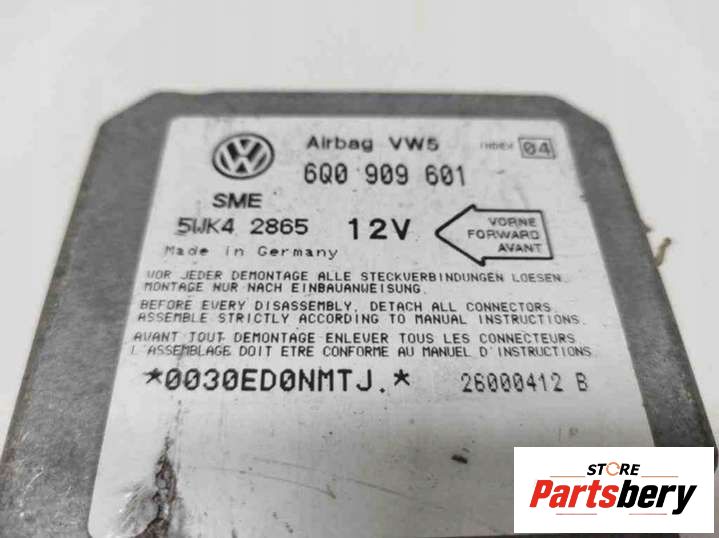 Airbag VW5
INDEX 04
6Q0 909 601
SME
5WK4 2865
12V
VORNE
FORWARD
AVANT
Made in Germany
VOR JEDER DEMONTAGE ALLE STECKVERBINDUNGEN LOESEN.
MONTAGE NUR NACH EINBAUANWEISUNG.
BEFORE EVERY DISASSEMBLY, DETACH ALL CONNECTORS.
ASSEMBLE STRICTLY ACCORDING TO MANUAL INSTRUCTIONS.
AVANT TOUT DEMONTAGE ENLEVER TOUS LES CONNECTEURS.
L'ASSEMBLAGE DOIT ETRE CONFORME AU MANUEL D'INSTRUCTIONS
*0030ED0NMTJ.*
26000412 B
STORE
Partsbery